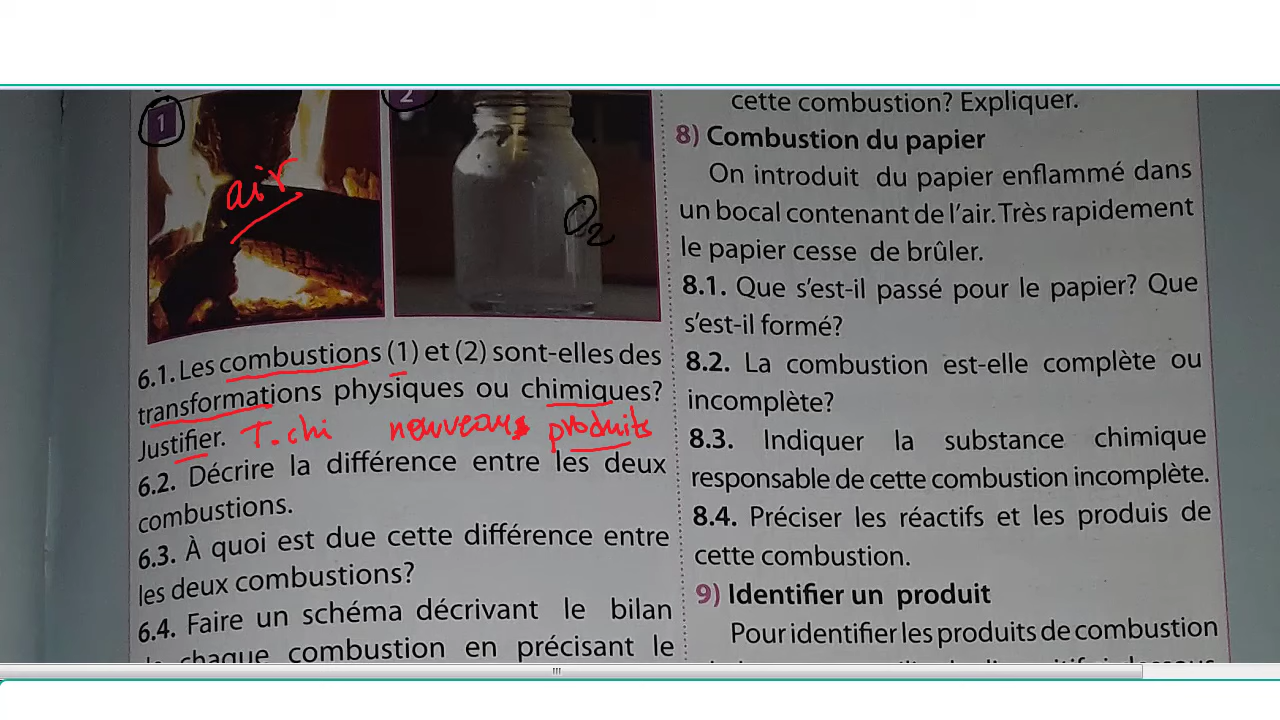 1
2
air
O2
6.1. Les combustions (1) et (2) sont-elles des
transformations physiques ou chimiques?
Justifier. T. chi nouveaux produits
6.2. Décrire la différence entre les deux
combustions.
6.3. À quoi est due cette différence entre
les deux combustions?
6.4. Faire un schéma décrivant le bilan
de chaque combustion en précisant le
cette combustion? Expliquer.
8) Combustion du papier
On introduit du papier enflammé dans
un bocal contenant de l'air. Très rapidement
le papier cesse de brûler.
8.1. Que s'est-il passé pour le papier? Que
s'est-il formé?
8.2. La combustion est-elle complète ou
incomplète?
8.3. Indiquer la substance chimique
responsable de cette combustion incomplète.
8.4. Préciser les réactifs et les produis de
cette combustion.
9) Identifier un produit
Pour identifier les produits de combustion